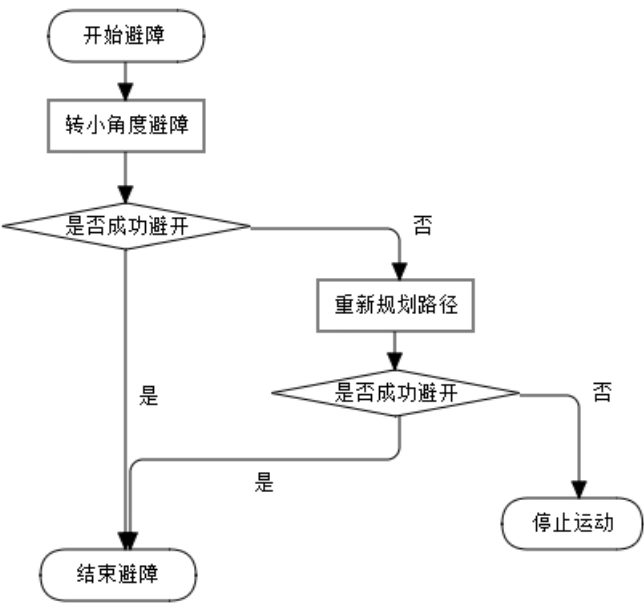 开始避障
转小角度避障
是否成功避开
否
重新规划路径
是否成功避开
是
否
是
停止运动
结束避障